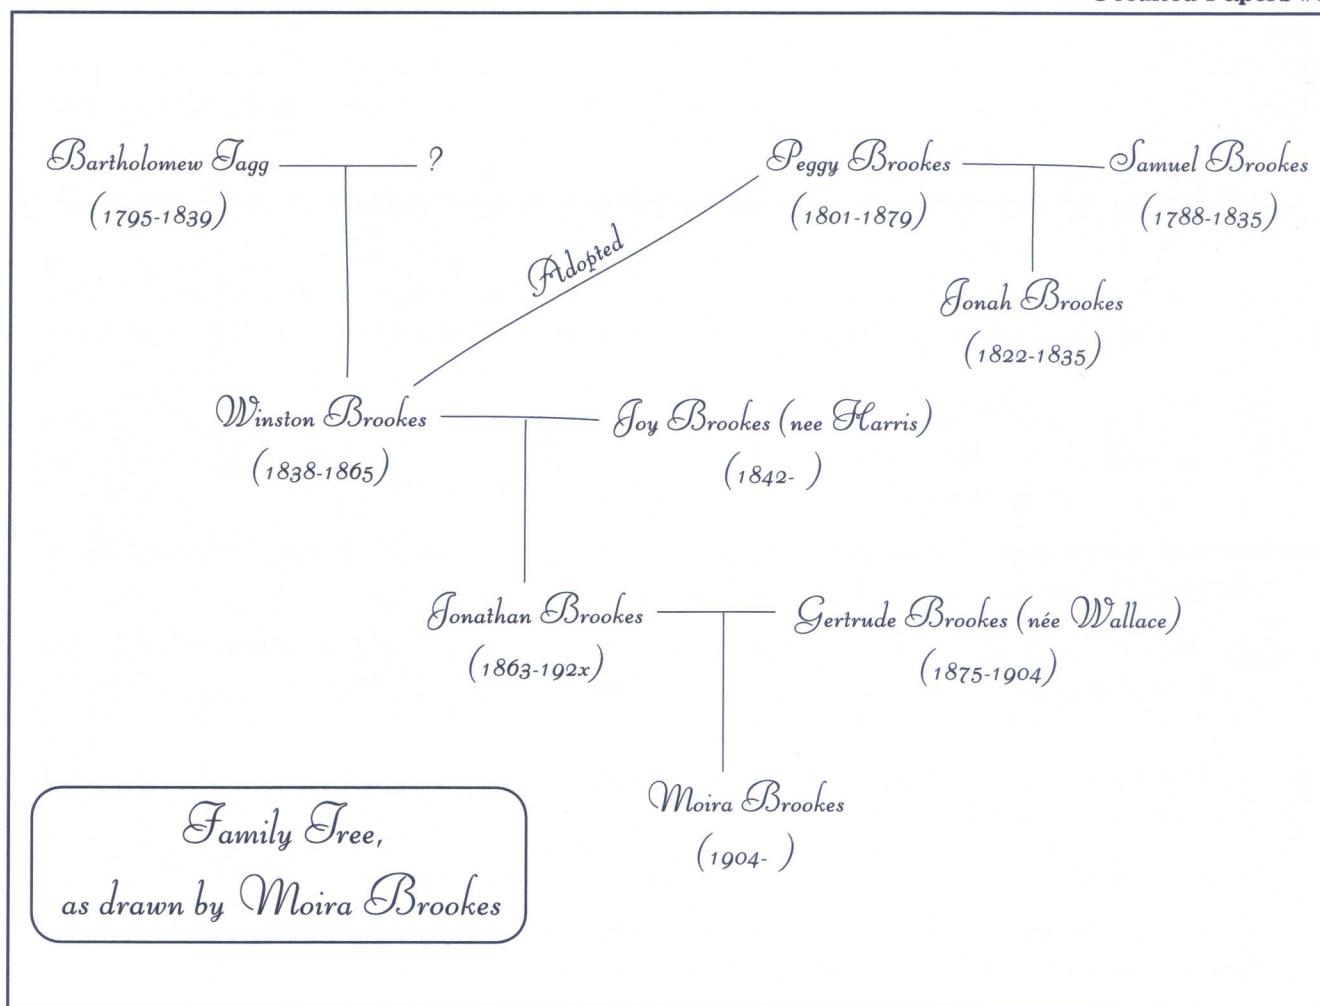 Bartholomew Tagg ?
(1795-1839)
Peggy Brookes Samuel Brookes
(1801-1879) (1788-1835)
Adopted
Jonah Brookes
(1822-1835)
Winston Brookes Joy Brookes (nee Harris)
(1838-1865) (1842- )
Jonathan Brookes Gertrude Brookes (née Wallace)
(1863-192x) (1875-1904)
Moira Brookes
(1904- )
Family Tree,
as drawn by Moira Brookes